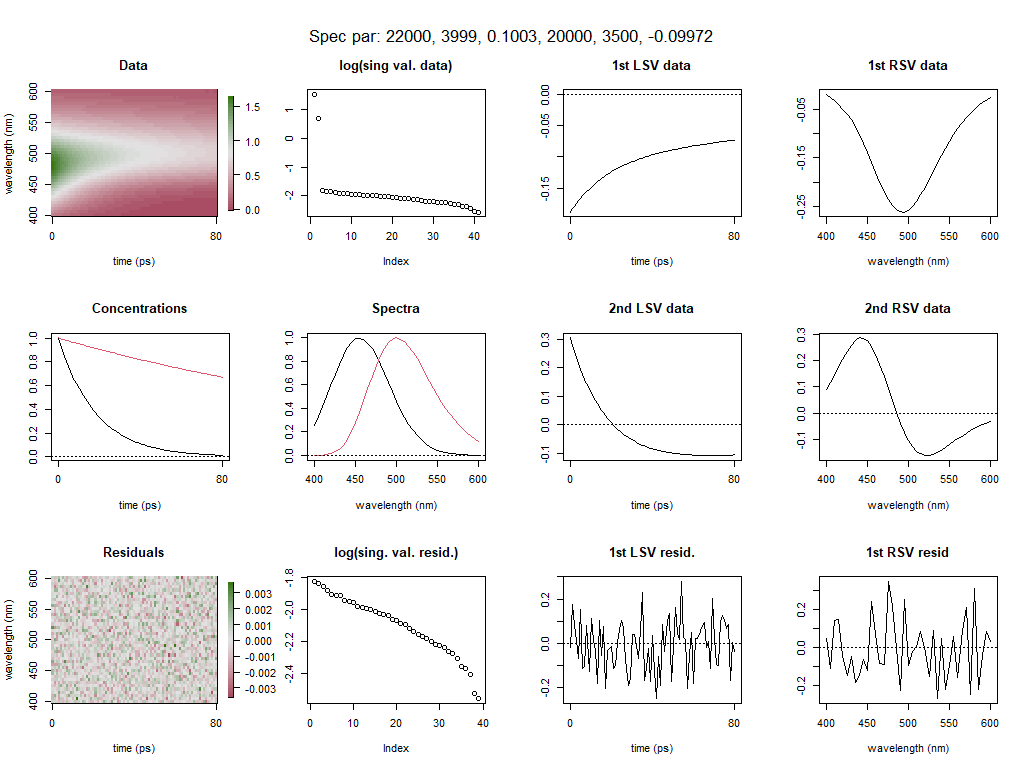 Spec par: 22000, 3999, 0.1003, 20000, 3500, -0.09972
Data
wavelength (nm)
600
550
500
450
400
1.5
1.0
0.5
0.0
0 80
time (ps)
log(sing val. data)
1
0
-1
-2
0 10 20 30 40
Index
1st LSV data
0.00
-0.05
-0.15
0 80
time (ps)
1st RSV data
-0.05
-0.15
-0.25
400 450 500 550 600
wavelength (nm)
Concentrations
1.0
0.8
0.6
0.4
0.2
0.0
0 80
time (ps)
Spectra
1.0
0.8
0.6
0.4
0.2
0.0
400 450 500 550 600
wavelength (nm)
2nd LSV data
0.3
0.2
0.1
0.0
-0.1
0 80
time (ps)
2nd RSV data
0.3
0.2
0.1
0.0
-0.1
400 450 500 550 600
wavelength (nm)
Residuals
wavelength (nm)
600
550
500
450
400
0.003
0.002
0.001
0.000
-0.001
-0.002
-0.003
0 80
time (ps)
log(sing. val. resid.)
-1.8
-2.0
-2.2
-2.4
0 10 20 30 40
Index
1st LSV resid.
0.2
0.0
-0.2
0 80
time (ps)
1st RSV resid
0.2
0.0
-0.2
400 450 500 550 600
wavelength (nm)